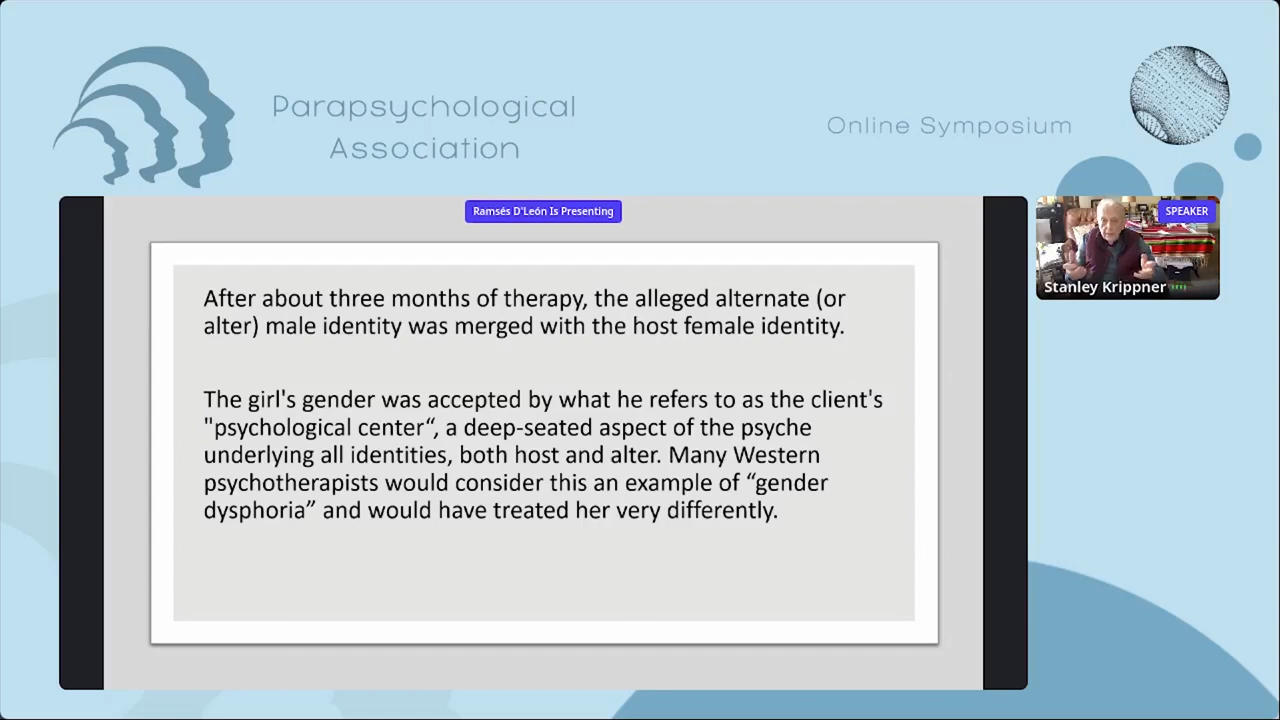 Parapsychological
Association
Online Symposium
Ramsés D'León Is Presenting
SPEAKER
Stanley Krippner
After about three months of therapy, the alleged alternate (or
alter) male identity was merged with the host female identity.
The girl's gender was accepted by what he refers to as the client's
"psychological center“, a deep-seated aspect of the psyche
underlying all identities, both host and alter. Many Western
psychotherapists would consider this an example of “gender
dysphoria” and would have treated her very differently.